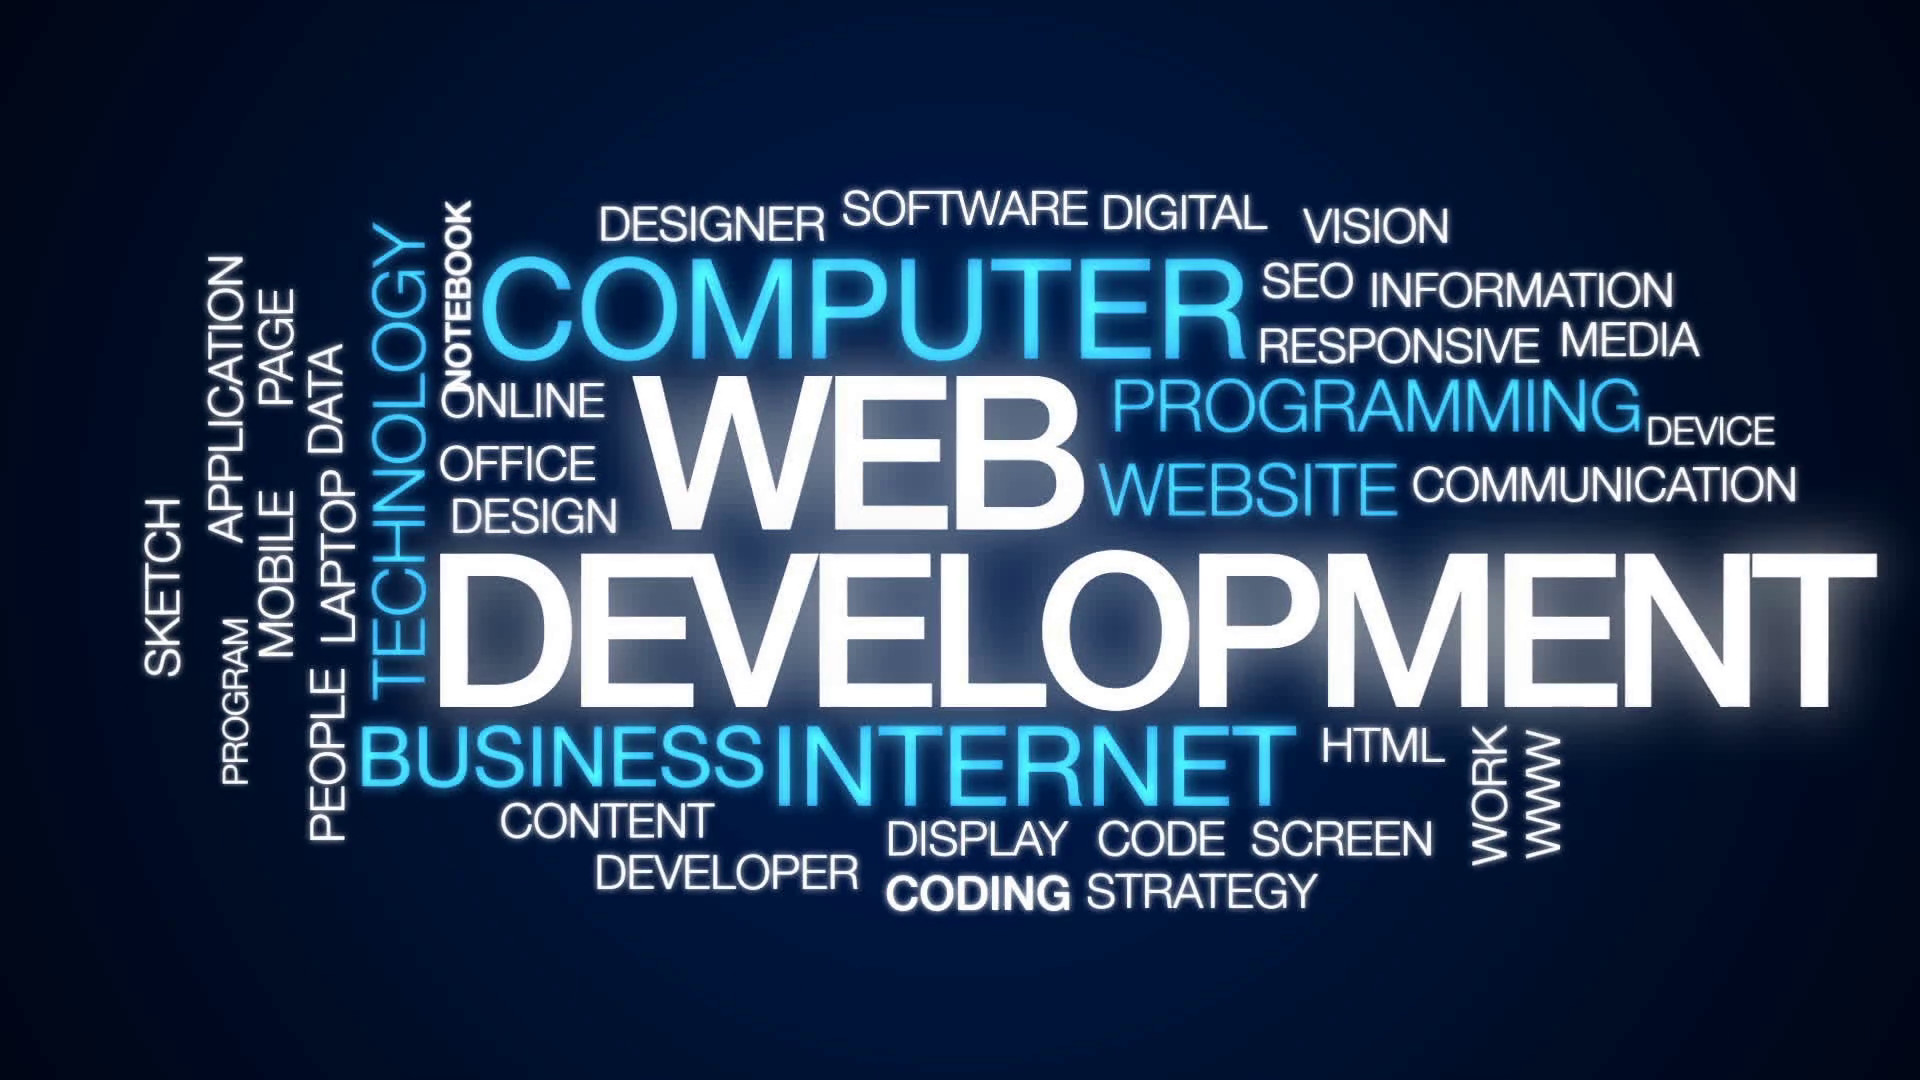 DESIGNER SOFTWARE DIGITAL VISION
COMPUTER
SEO INFORMATION
RESPONSIVE MEDIA
ONLINE
WEB
PROGRAMMING
DEVICE
OFFICE
WEBSITE COMMUNICATION
DESIGN
DEVELOPMENT
BUSINESS INTERNET HTML
CONTENT
DISPLAY CODE SCREEN
DEVELOPER
CODING STRATEGY
SKETCH
APPLICATION
PROGRAM
PAGE
MOBILE
DATA
LAPTOP
PEOPLE
TECHNOLOGY
NOTEBOOK
WORK
WWW